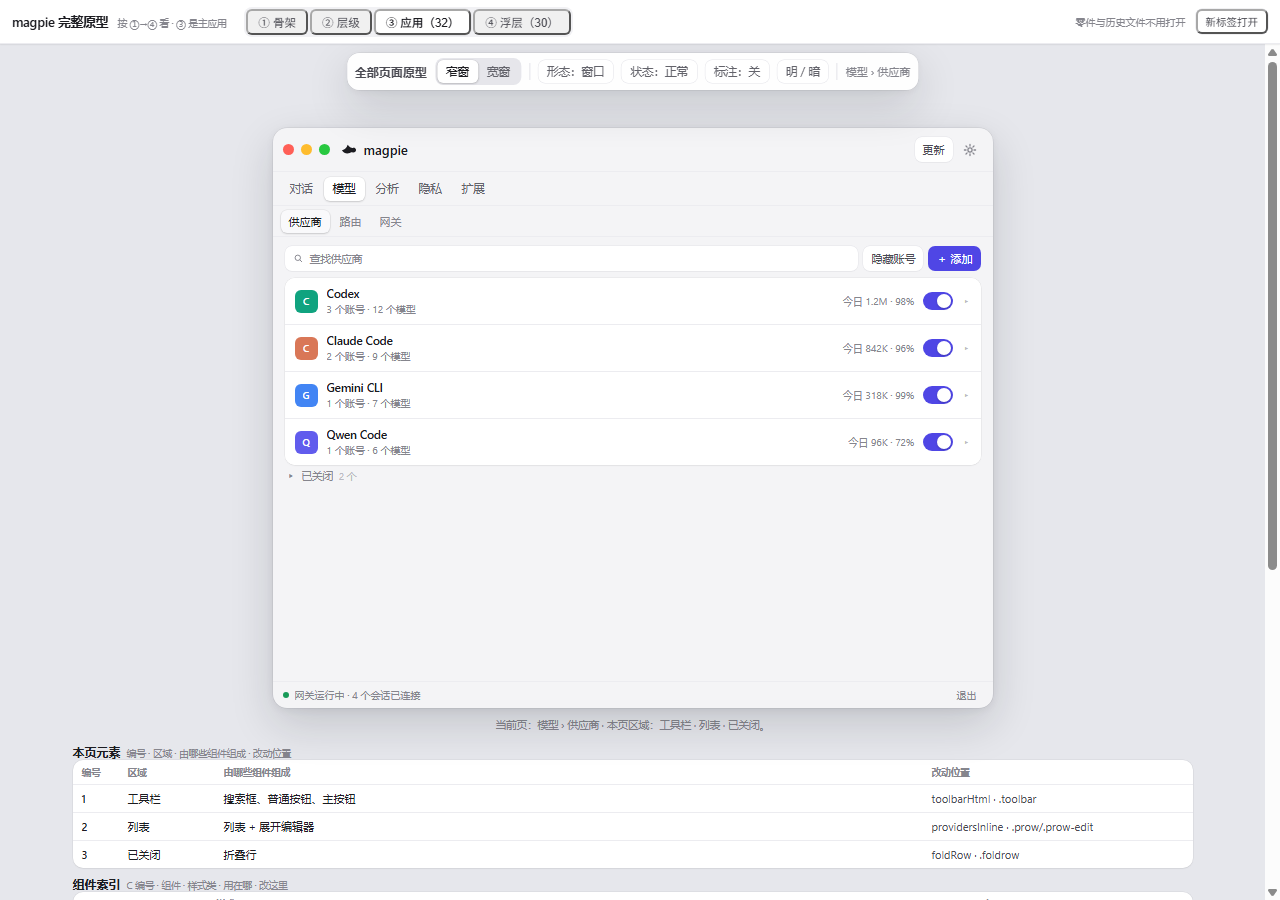 magpie 完整原型 按 ①→④ 看 · ③ 是主应用 ① 骨架 ② 层级 ③ 应用（32） ④ 浮层（30） 零件与历史文件不用打开 新标签打开
全部页面原型 窄窗 宽窗 形态：窗口 状态：正常 标注：关 明 / 暗 模型 › 供应商
magpie 更新
对话 模型 分析 隐私 扩展
供应商 路由 网关
查找供应商 隐藏账号 + 添加
C Codex
3 个账号 · 12 个模型 今日 1.2M · 98%
C Claude Code
2 个账号 · 9 个模型 今日 842K · 96%
G Gemini CLI
1 个账号 · 7 个模型 今日 318K · 99%
Q Qwen Code
1 个账号 · 6 个模型 今日 96K · 72%
已关闭 2 个
网关运行中 · 4 个会话已连接 退出
当前页：模型 › 供应商 · 本页区域：工具栏 · 列表 · 已关闭。
本页元素 编号 · 区域 · 由哪些组件组成 · 改动位置
编号 区域 由哪些组件组成 改动位置
1 工具栏 搜索框、普通按钮、主按钮 toolbarHtml · .toolbar
2 列表 列表 + 展开编辑器 providersInline · .prow/.prow-edit
3 已关闭 折叠行 foldRow · .foldrow
组件索引 C 编号 · 组件 · 样式类 · 用在哪 · 改这里